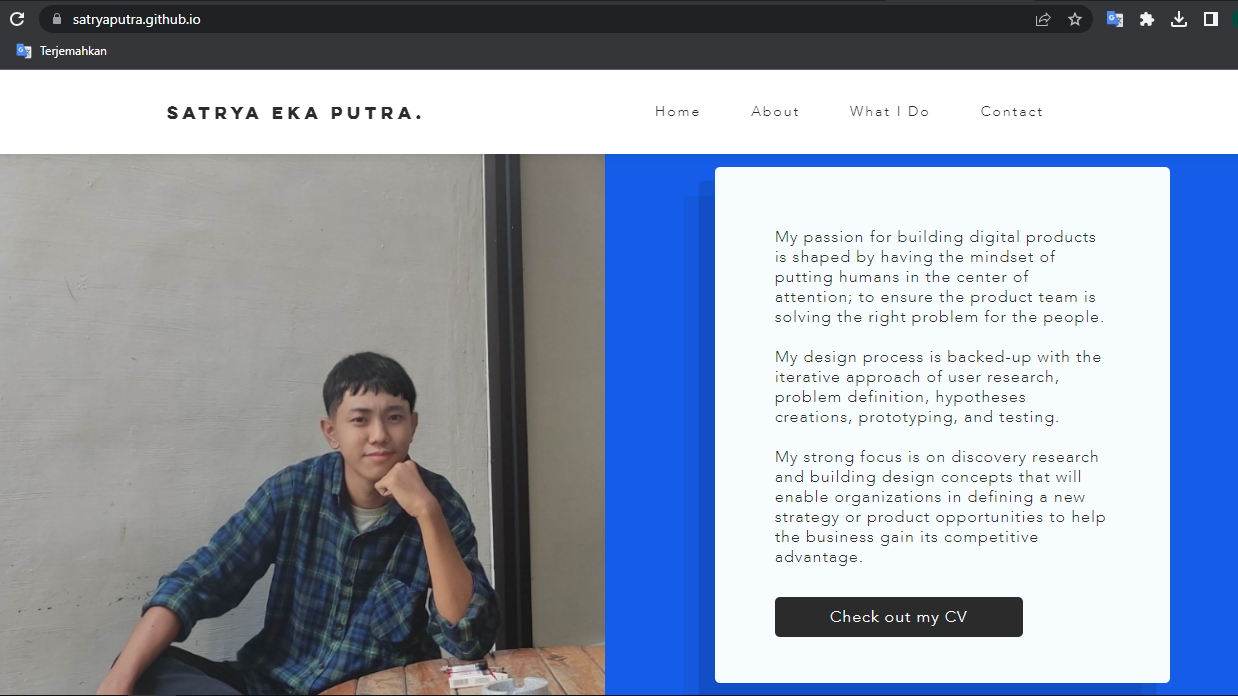 satryaputra.github.io
Terjemahkan
SATRYA EKA PUTRA.
Home
About
What I Do
Contact
My passion for building digital products
is shaped by having the mindset of
putting humans in the center of
attention; to ensure the product team is
solving the right problem for the people.
My design process is backed-up with the
iterative approach of user research,
problem definition, hypotheses
creations, prototyping, and testing.
My strong focus is on discovery research
and building design concepts that will
enable organizations in defining a new
strategy or product opportunities to help
the business gain its competitive
advantage.
Check out my CV